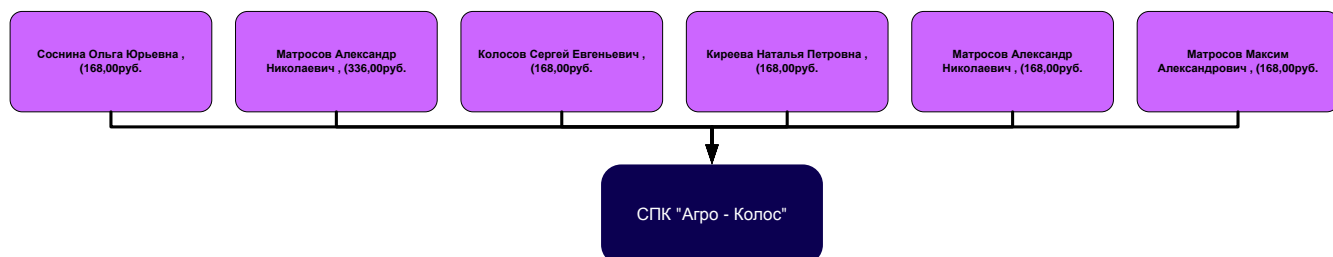 Соснина Ольга Юрьевна ,
(168,00руб.
Матросов Александр
Николаевич , (336,00руб.
Колосов Сергей Евгеньевич ,
(168,00руб.
Киреева Наталья Петровна ,
(168,00руб.
Матросов Александр
Николаевич , (168,00руб.
Матросов Максим
Александрович , (168,00руб.
СПК "Агро - Колос"